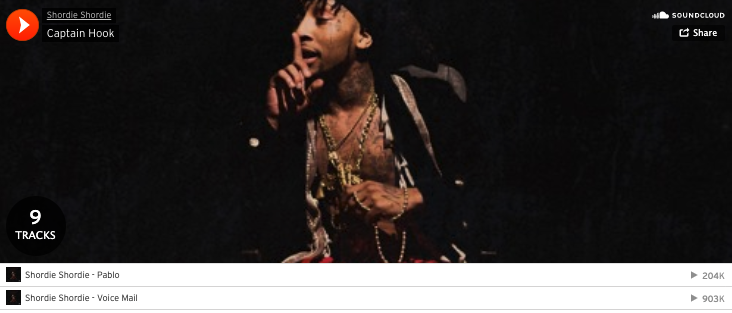 Shordie Shordie
Captain Hook
SOUNDCLOUD
Share
9
TRACKS
Shordie Shordie - Pablo
204K
Shordie Shordie - Voice Mail
903K